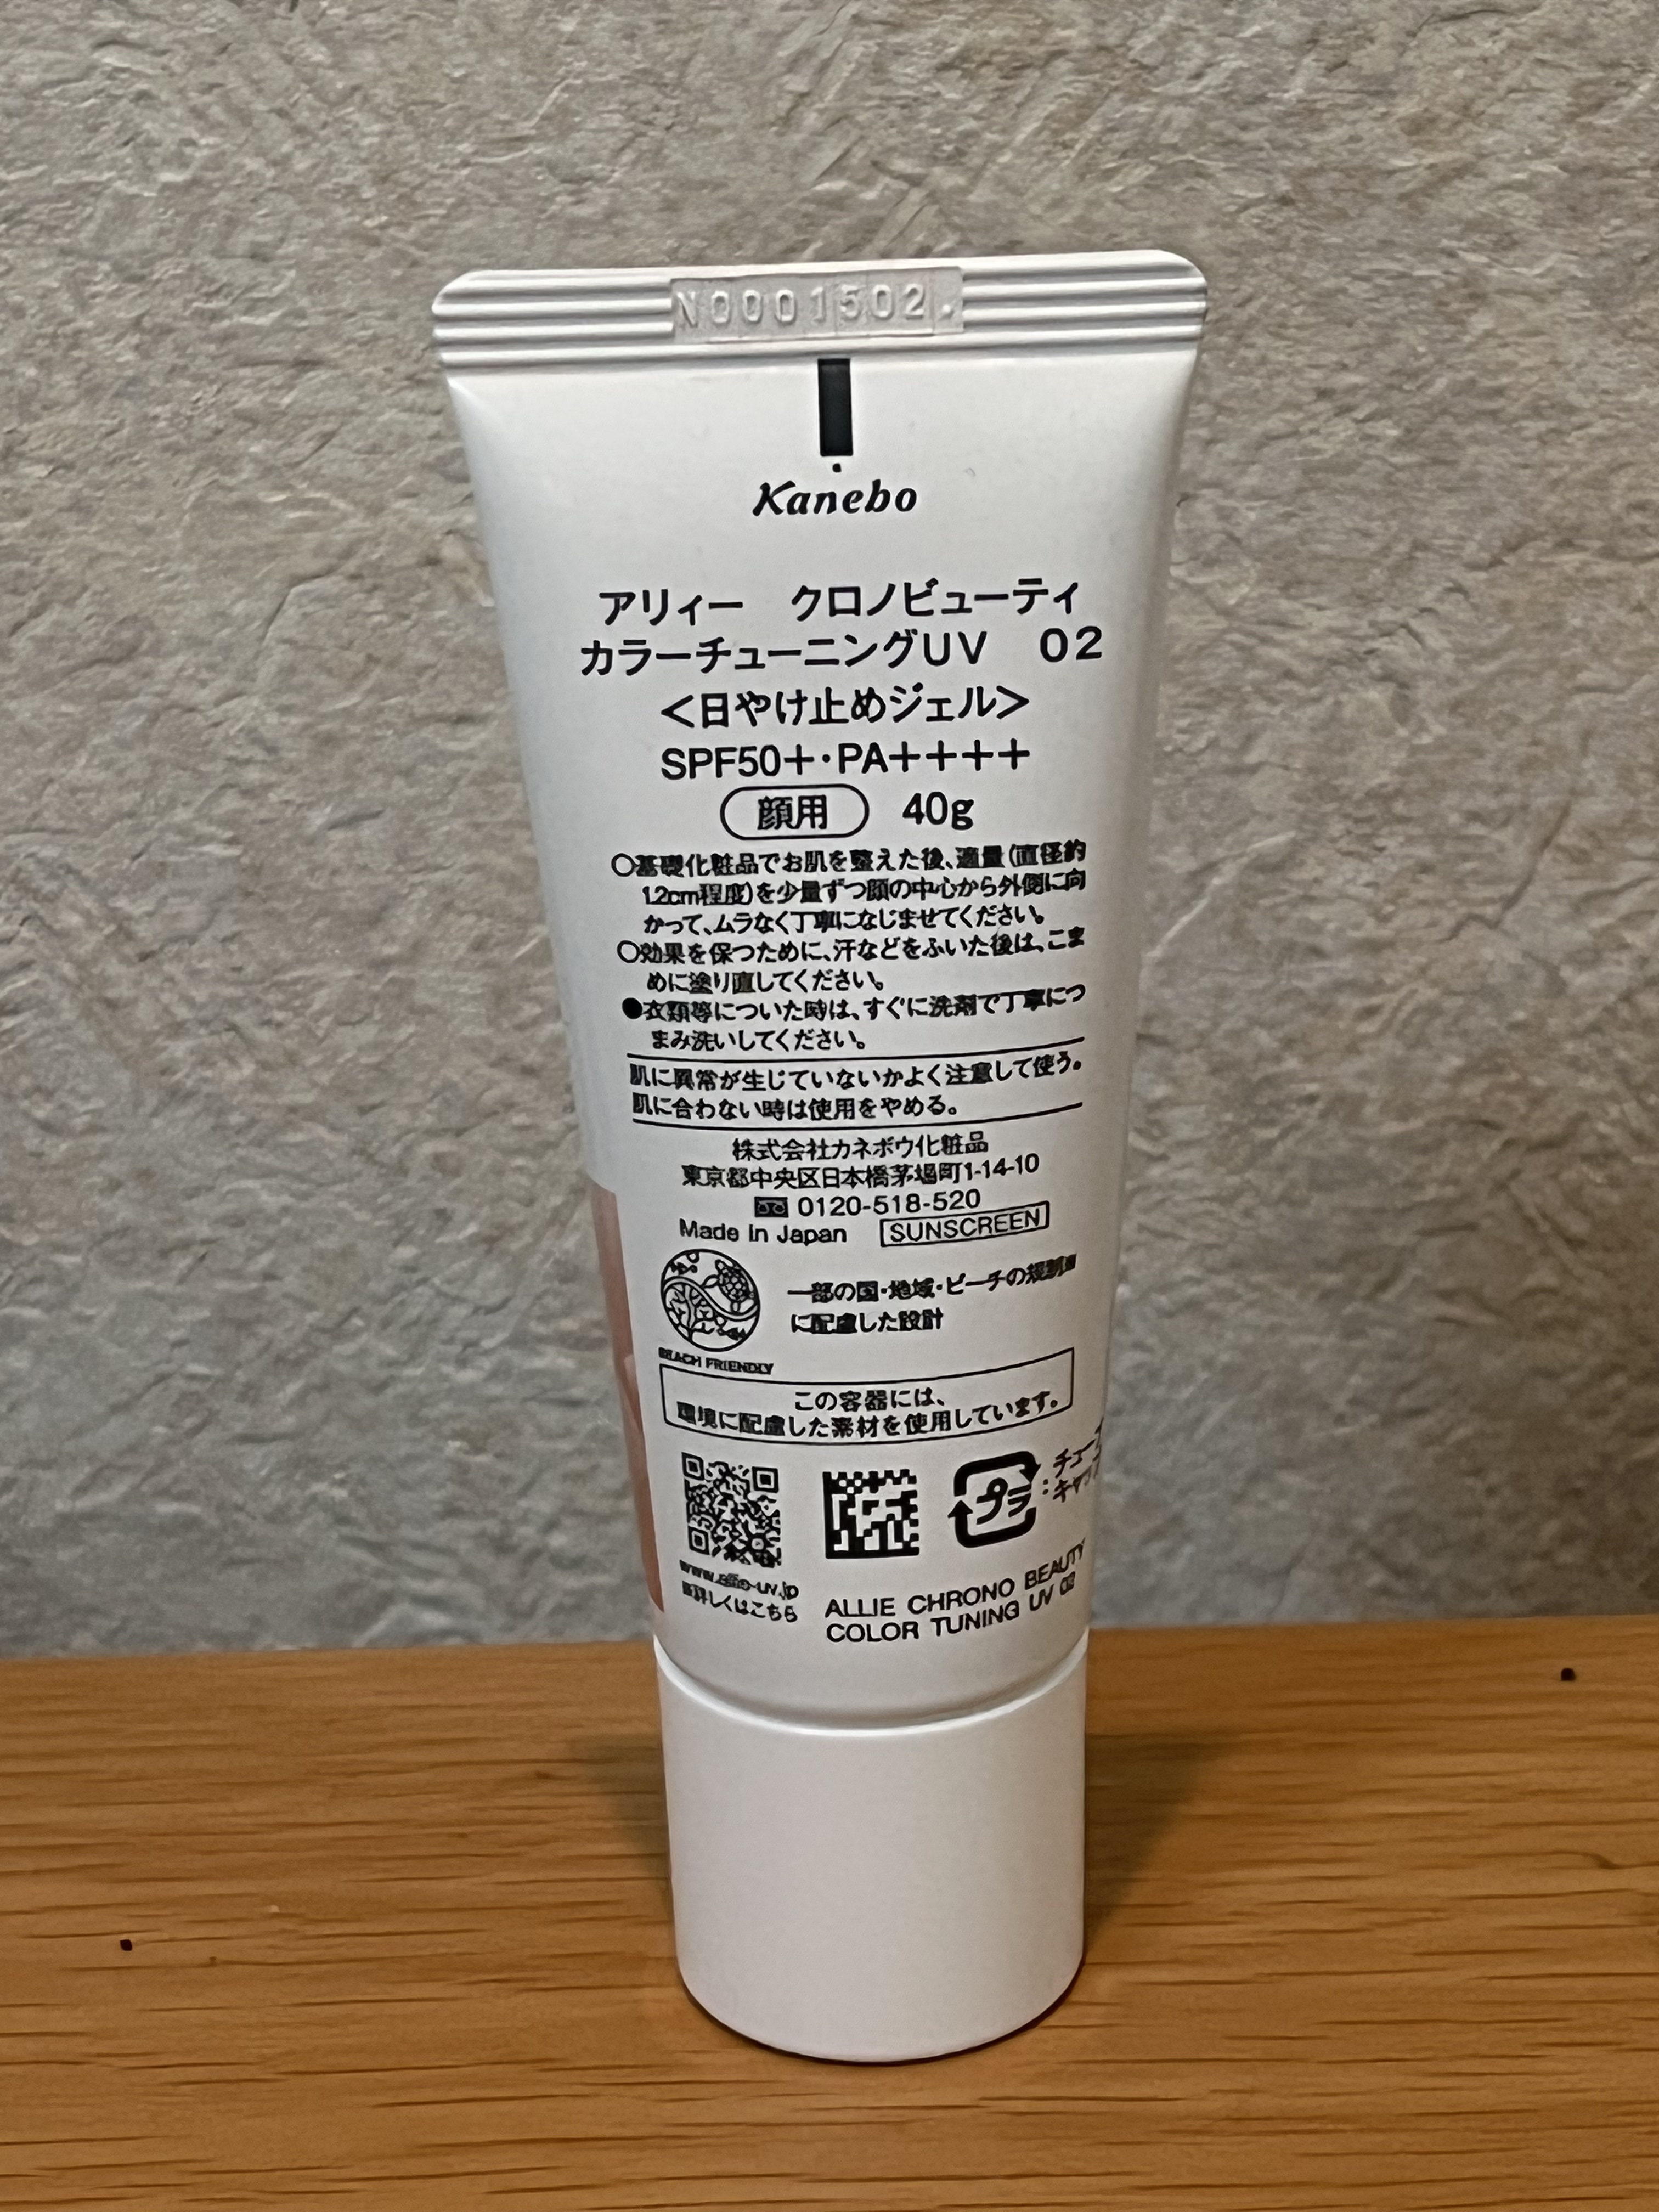 N0001502.
Kanebo
アリィー　クロノビューティ
カラーチューニングUV　02
<日やけ止めジェル>
SPF50+・PA++++
顔用 40g
○基礎化粧品でお肌を整えた後、適量(直径約
1.2cm程度)を少量ずつ顔の中心から外側に向
かって、ムラなく丁寧になじませてください。
○効果を保つために、汗などをふいた後は、こま
めに塗り直してください。
●衣類等についた時は、すぐに洗剤で丁寧につ
まみ洗いしてください。
肌に異常が生じていないかよく注意して使う。
肌に合わない時は使用をやめる。
株式会社カネボウ化粧品
東京都中央区日本橋茅場町1-14-10
0120-518-520
Made in Japan SUNSCREEN
一部の国・地域・ビーチの規制
に配慮した設計
BEACH FRIENDLY
この容器には、
環境に配慮した素材を使用しています。
プラ
:
チュー
キャッ
www.allie-uv.jp
詳しくはこちら
ALLIE CHRONO BEAUTY
COLOR TUNING UV 02